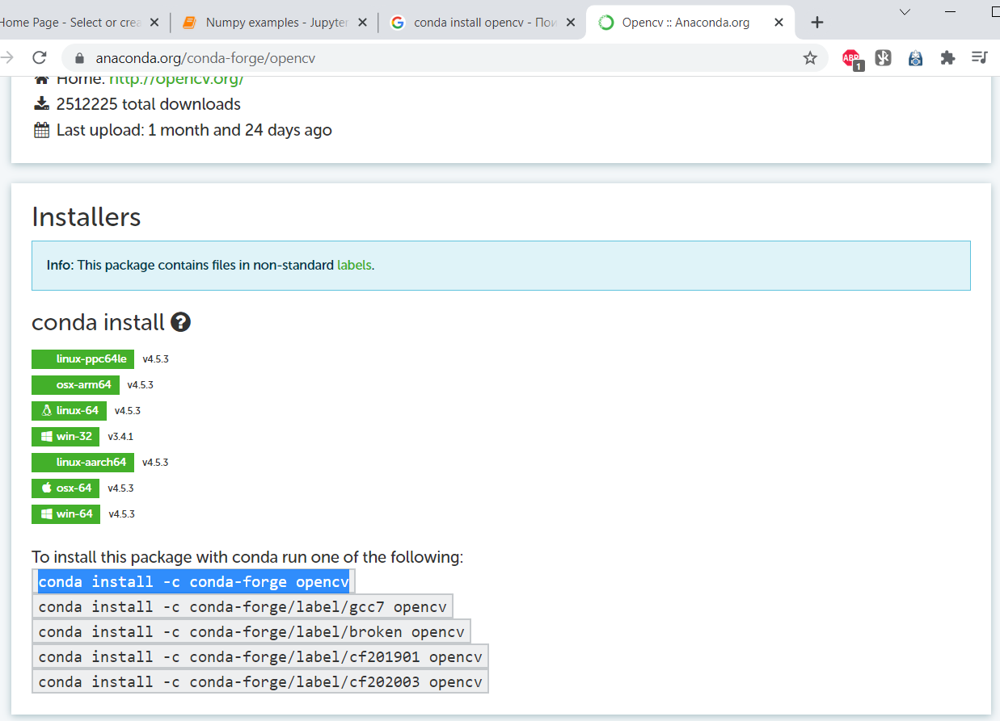 Home Page - Select or crea
Numpy examples - Jupyter
conda install opencv - Пои
Opencv :: Anaconda.org
anaconda.org/conda-forge/opencv
ABP
1
Home: http://opencv.org/
2512225 total downloads
Last upload: 1 month and 24 days ago
Installers
Info: This package contains files in non-standard labels.
conda install ?
linux-ppc64le v4.5.3
osx-arm64 v4.5.3
linux-64 v4.5.3
win-32 v3.4.1
linux-aarch64 v4.5.3
osx-64 v4.5.3
win-64 v4.5.3
To install this package with conda run one of the following:
conda install -c conda-forge opencv
conda install -c conda-forge/label/gcc7 opencv
conda install -c conda-forge/label/broken opencv
conda install -c conda-forge/label/cf201901 opencv
conda install -c conda-forge/label/cf202003 opencv